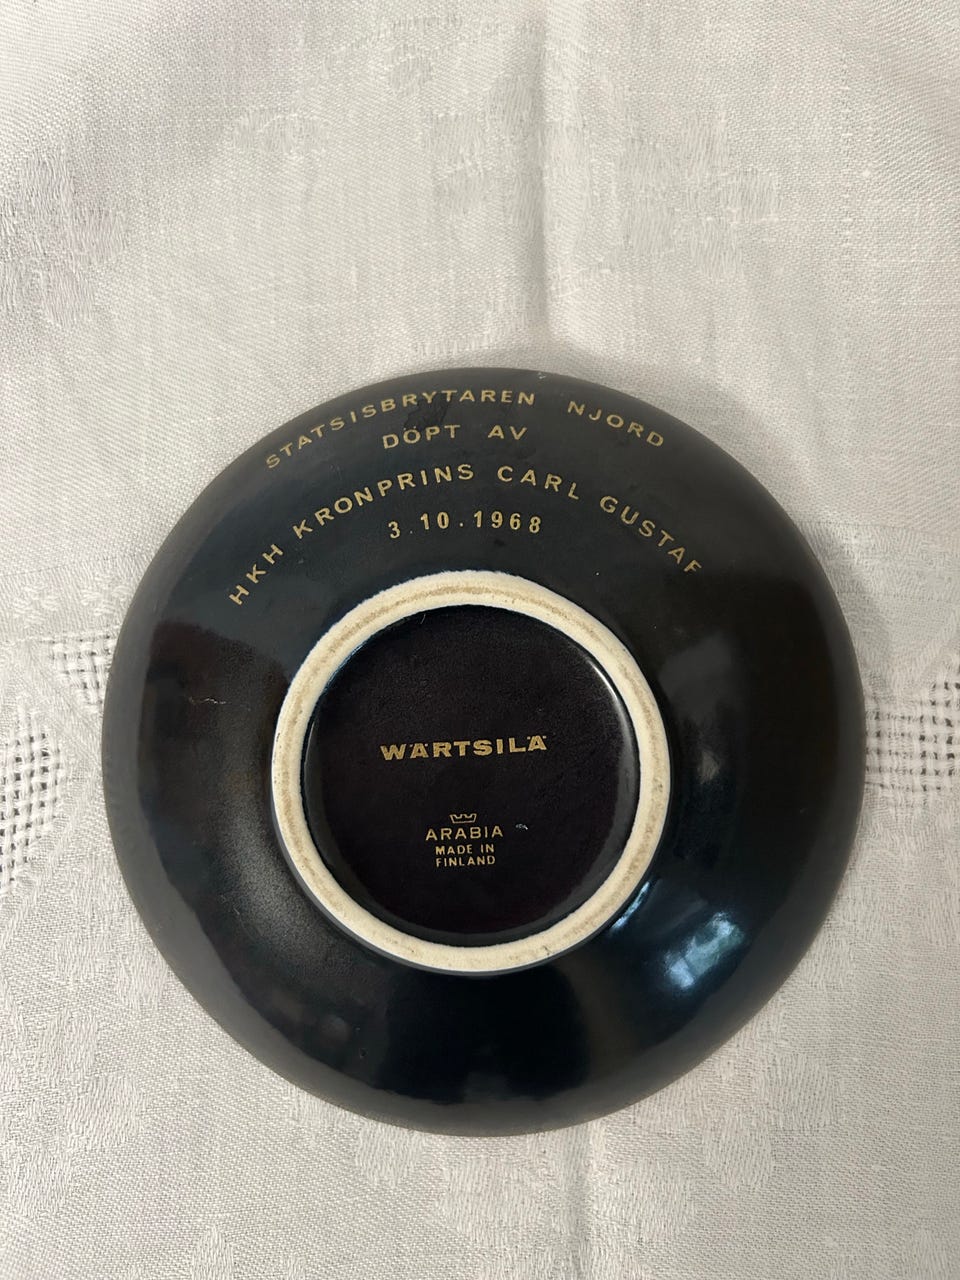 STATSISBRYTAREN NJORD
DÖPT AV
HKH KRONPRINS CARL GUSTAF
3.10.1968
WÄRTSILÄ
ARABIA
MADE IN
FINLAND